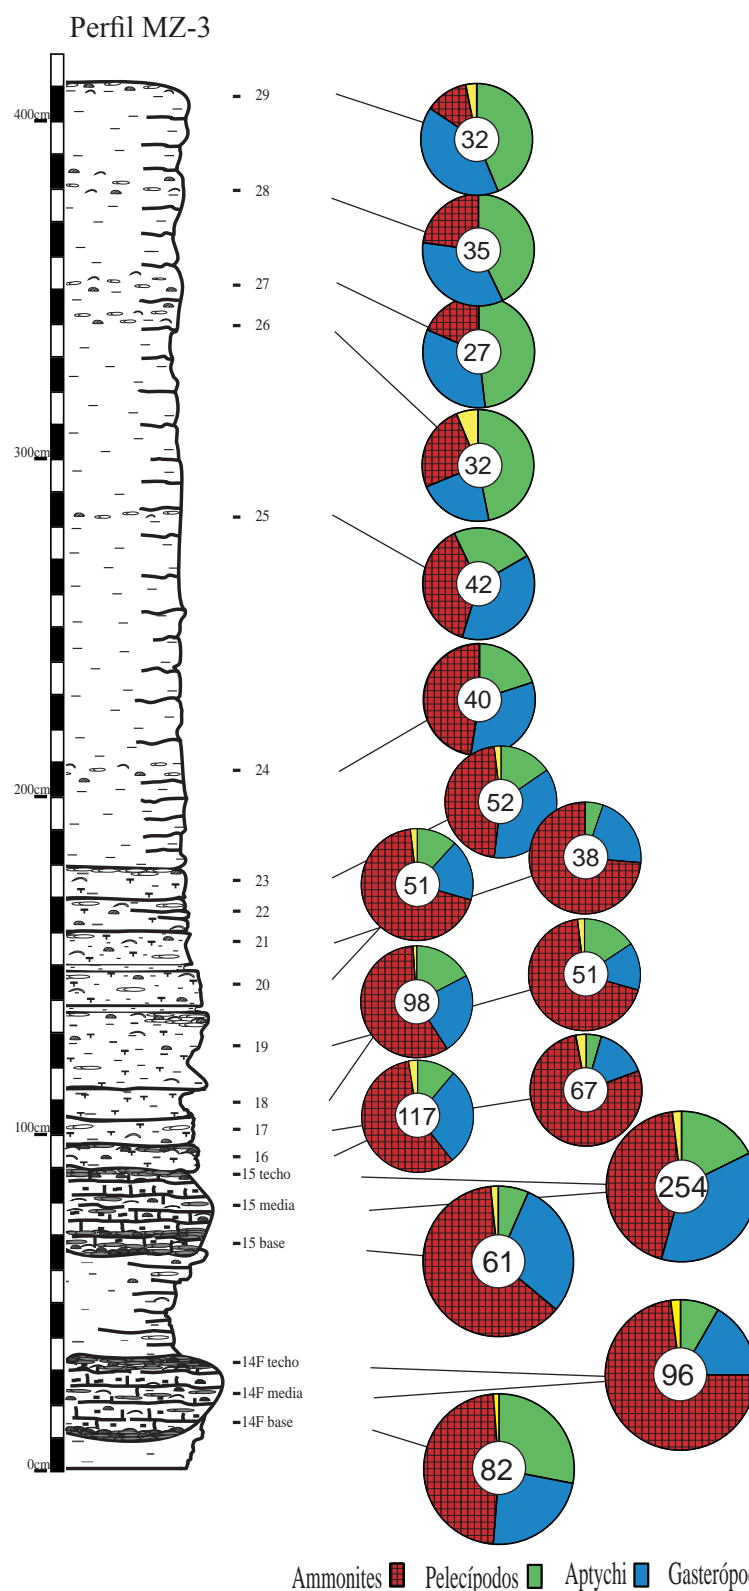 Perfil MZ-3
29
32
400cm
28
35
27
26
27
300cm
32
25
42
40
24
200cm
52
38
23
51
22
21
20
51
98
19
67
18
117
17
100cm
16
15 techo
254
15 media
15 base
61
14F techo
96
14F media
14F base
0cm
82
Ammonites Pelecípodos Aptychi Gasterópo